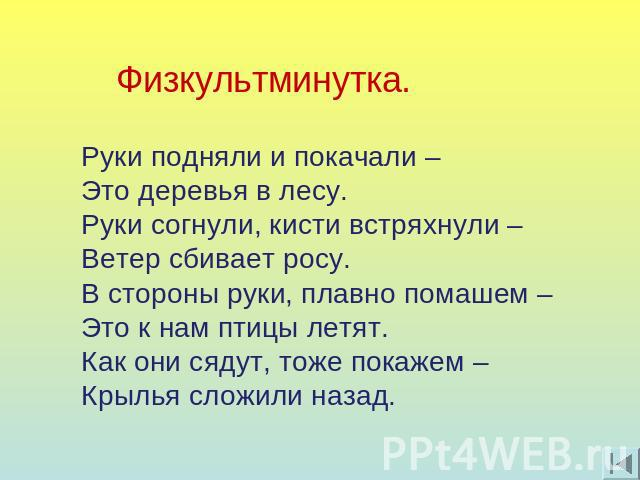 Физкультминутка.
Руки подняли и покачали –
Это деревья в лесу.
Руки согнули, кисти встряхнули –
Ветер сбивает росу.
В стороны руки, плавно помашем –
Это к нам птицы летят.
Как они сядут, тоже покажем –
Крылья сложили назад.
PPt4WEB.ru